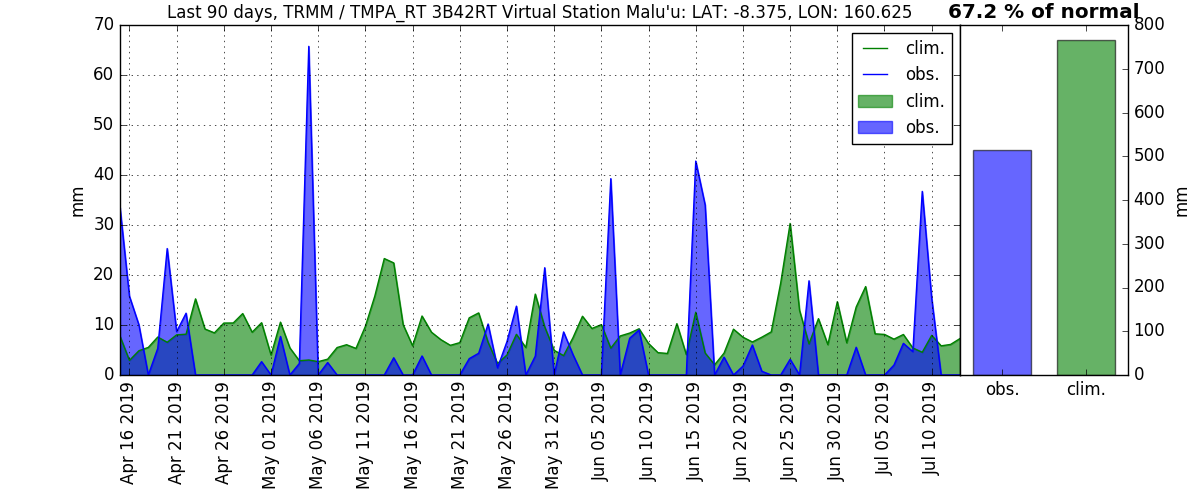 Last 90 days, TRMM / TMPA_RT 3B42RT Virtual Station Malu'u: LAT: -8.375, LON: 160.625
67.2 % of normal
mm
70
60
50
40
30
20
10
0
clim.
obs.
clim.
obs.
800
700
600
500
400
300
200
100
0
mm
Apr 16 2019
Apr 21 2019
Apr 26 2019
May 01 2019
May 06 2019
May 11 2019
May 16 2019
May 21 2019
May 26 2019
May 31 2019
Jun 05 2019
Jun 10 2019
Jun 15 2019
Jun 20 2019
Jun 25 2019
Jun 30 2019
Jul 05 2019
Jul 10 2019
obs.
clim.